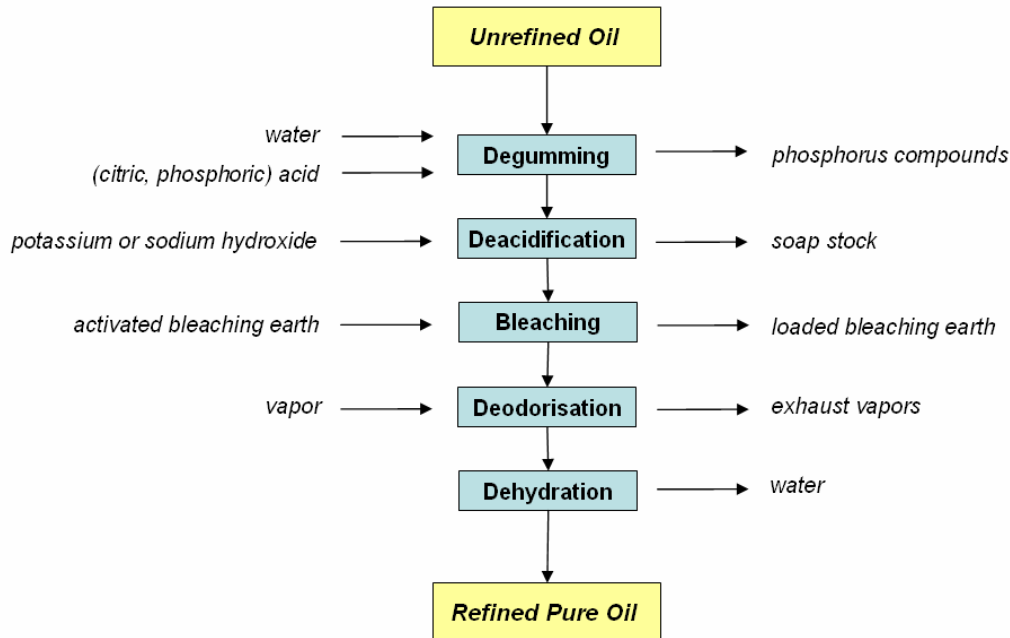 Unrefined Oil
water
(citric, phosphoric) acid
Degumming
phosphorus compounds
potassium or sodium hydroxide
Deacidification
soap stock
activated bleaching earth
Bleaching
loaded bleaching earth
vapor
Deodorisation
exhaust vapors
Dehydration
water
Refined Pure Oil